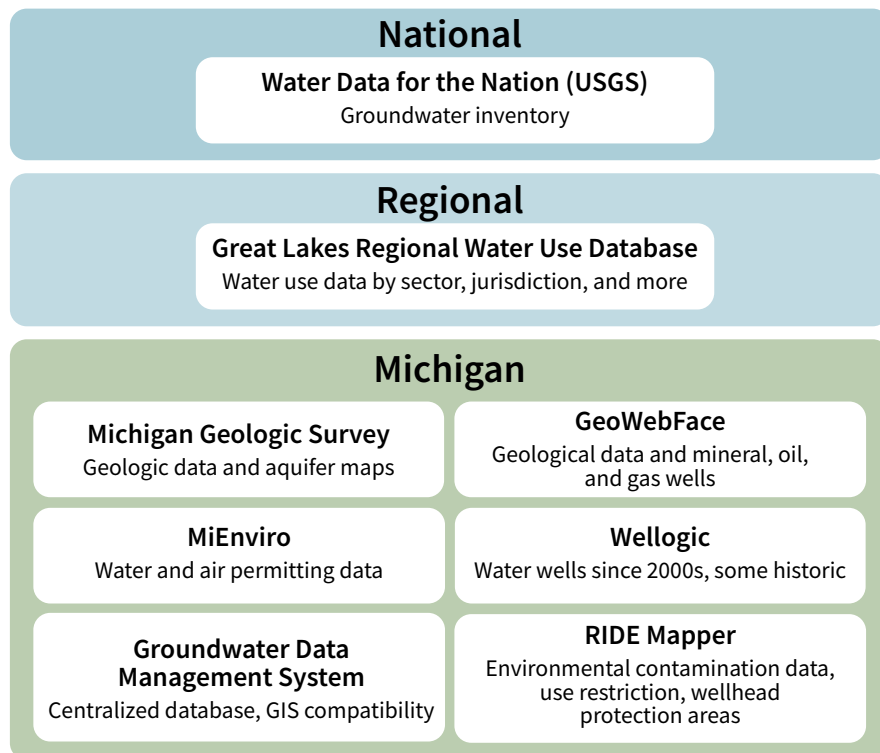 National
Water Data for the Nation (USGS)
Groundwater inventory
Regional
Great Lakes Regional Water Use Database
Water use data by sector, jurisdiction, and more
Michigan
Michigan Geologic Survey
Geologic data and aquifer maps
GeoWebFace
Geological data and mineral, oil,
and gas wells
MiEnviro
Water and air permitting data
Wellogic
Water wells since 2000s, some historic
Groundwater Data
Management System
Centralized database, GIS compatibility
RIDE Mapper
Environmental contamination data,
use restriction, wellhead
protection areas